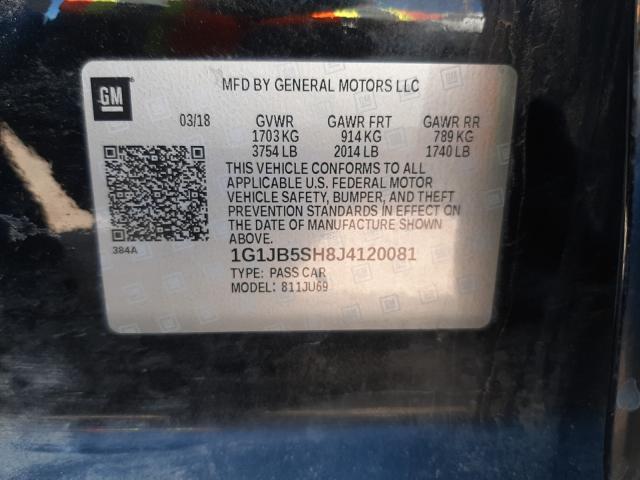 GM
MFD BY GENERAL MOTORS LLC
03/18 GVWR GAWR FRT GAWR RR
1703 KG 914 KG 789 KG
3754 LB 2014 LB 1740 LB
THIS VEHICLE CONFORMS TO ALL
APPLICABLE U.S. FEDERAL MOTOR
VEHICLE SAFETY, BUMPER, AND THEFT
PREVENTION STANDARDS IN EFFECT ON
THE DATE OF MANUFACTURE SHOWN
ABOVE.
384A
1G1JB5SH8J4120081
TYPE: PASS CAR
MODEL: 811JU69